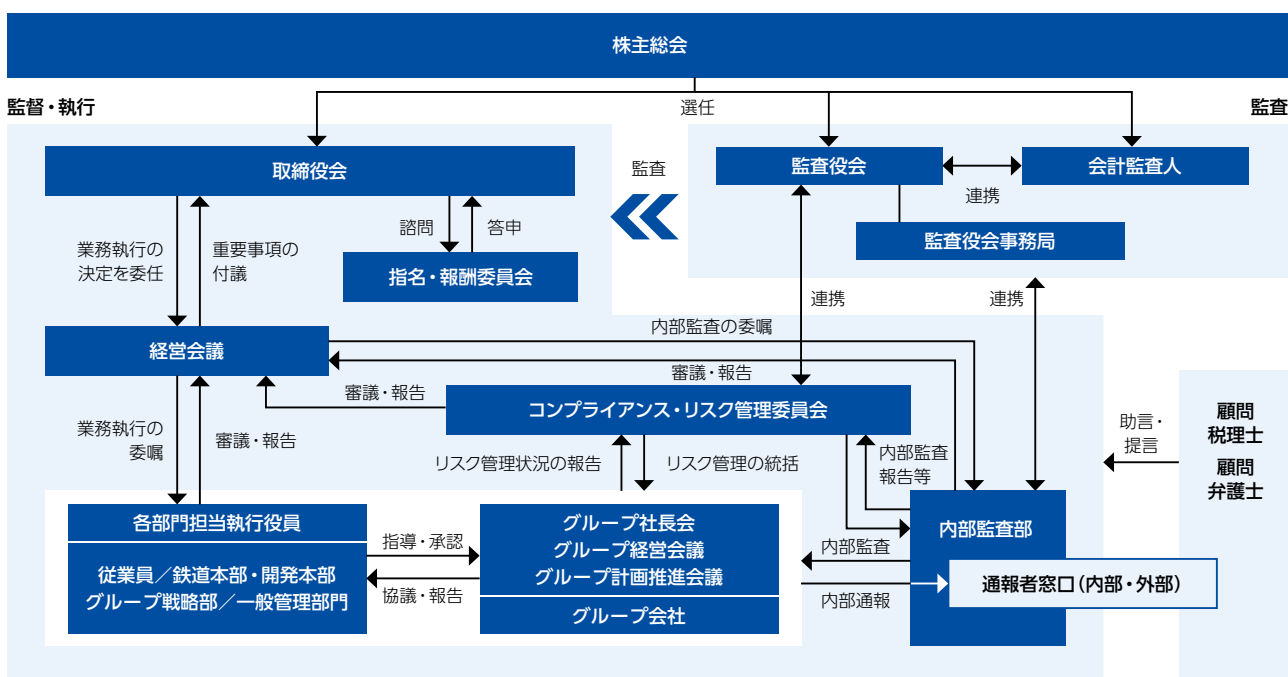 株主総会
監督・執行
選任
監査
取締役会
監査
監査役会
会計監査人
連携
監査役会事務局
諮問
答申
業務執行の
決定を委任
重要事項の
付議
指名・報酬委員会
連携
連携
内部監査の委嘱
経営会議
審議・報告
審議・報告
コンプライアンス・リスク管理委員会
業務執行の
委嘱
審議・報告
リスク管理状況の報告
リスク管理の統括
内部監査
報告等
助言・
提言
顧問
税理士
顧問
弁護士
各部門担当執行役員
従業員／鉄道本部・開発本部
グループ戦略部／一般管理部門
指導・承認
協議・報告
グループ社長会
グループ経営会議
グループ計画推進会議
グループ会社
内部監査
内部通報
内部監査部
通報者窓口（内部・外部）